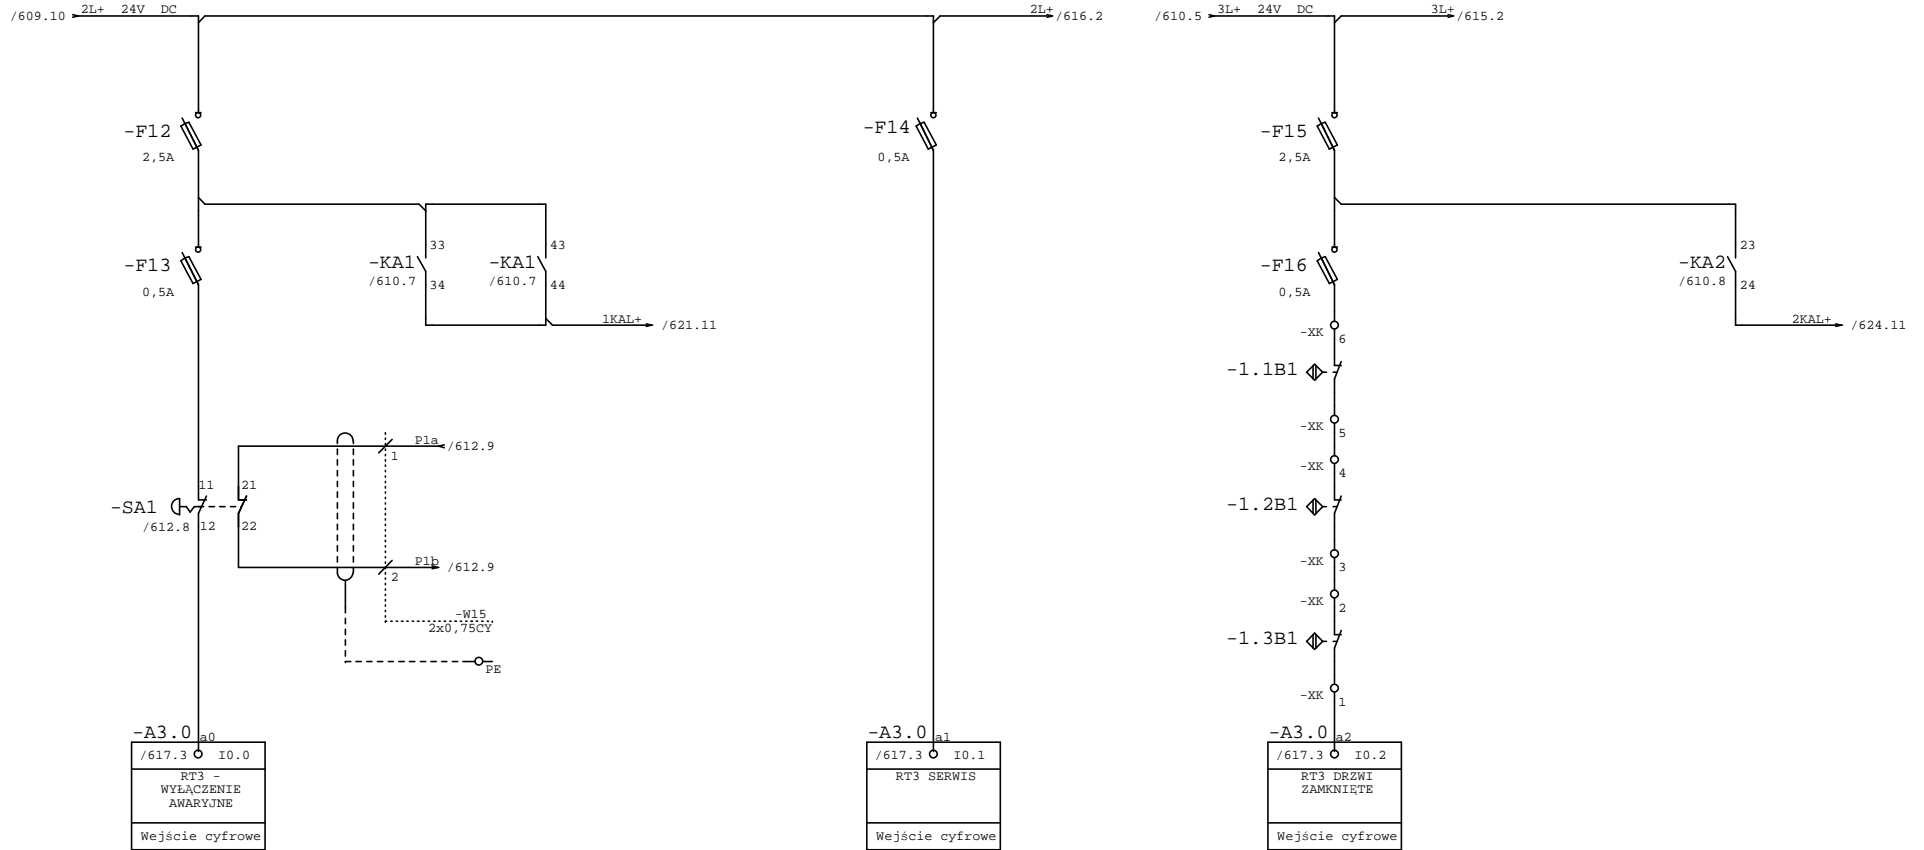 /609.10 2L+ 24V DC 2L+ /616.2 /610.5 3L+ 24V DC 3L+ /615.2
-F12
2,5A
-F14
0,5A
-F15
2,5A
-F13
0,5A
33
-KA1
/610.7
34
43
-KA1
/610.7
44
1KAL+ /621.11
-F16
0,5A
23
-KA2
/610.8
24
2KAL+ /624.11
-XK
6
-1.1B1
-XK
5
-XK
4
-1.2B1
-XK
3
-XK
2
-1.3B1
-XK
1
P1a /612.9
1
11
21
-SA1
/612.8
12
22
P1b /612.9
2
-W15
2x0,75CY
PE
-A3.0 a0
/617.3 I0.0
RT3 -
WYŁĄCZENIE
AWARYJNE
Wejście cyfrowe
-A3.0 a1
/617.3 I0.1
RT3 SERWIS
Wejście cyfrowe
-A3.0 a2
/617.3 I0.2
RT3 DRZWI
ZAMKNIĘTE
Wejście cyfrowe